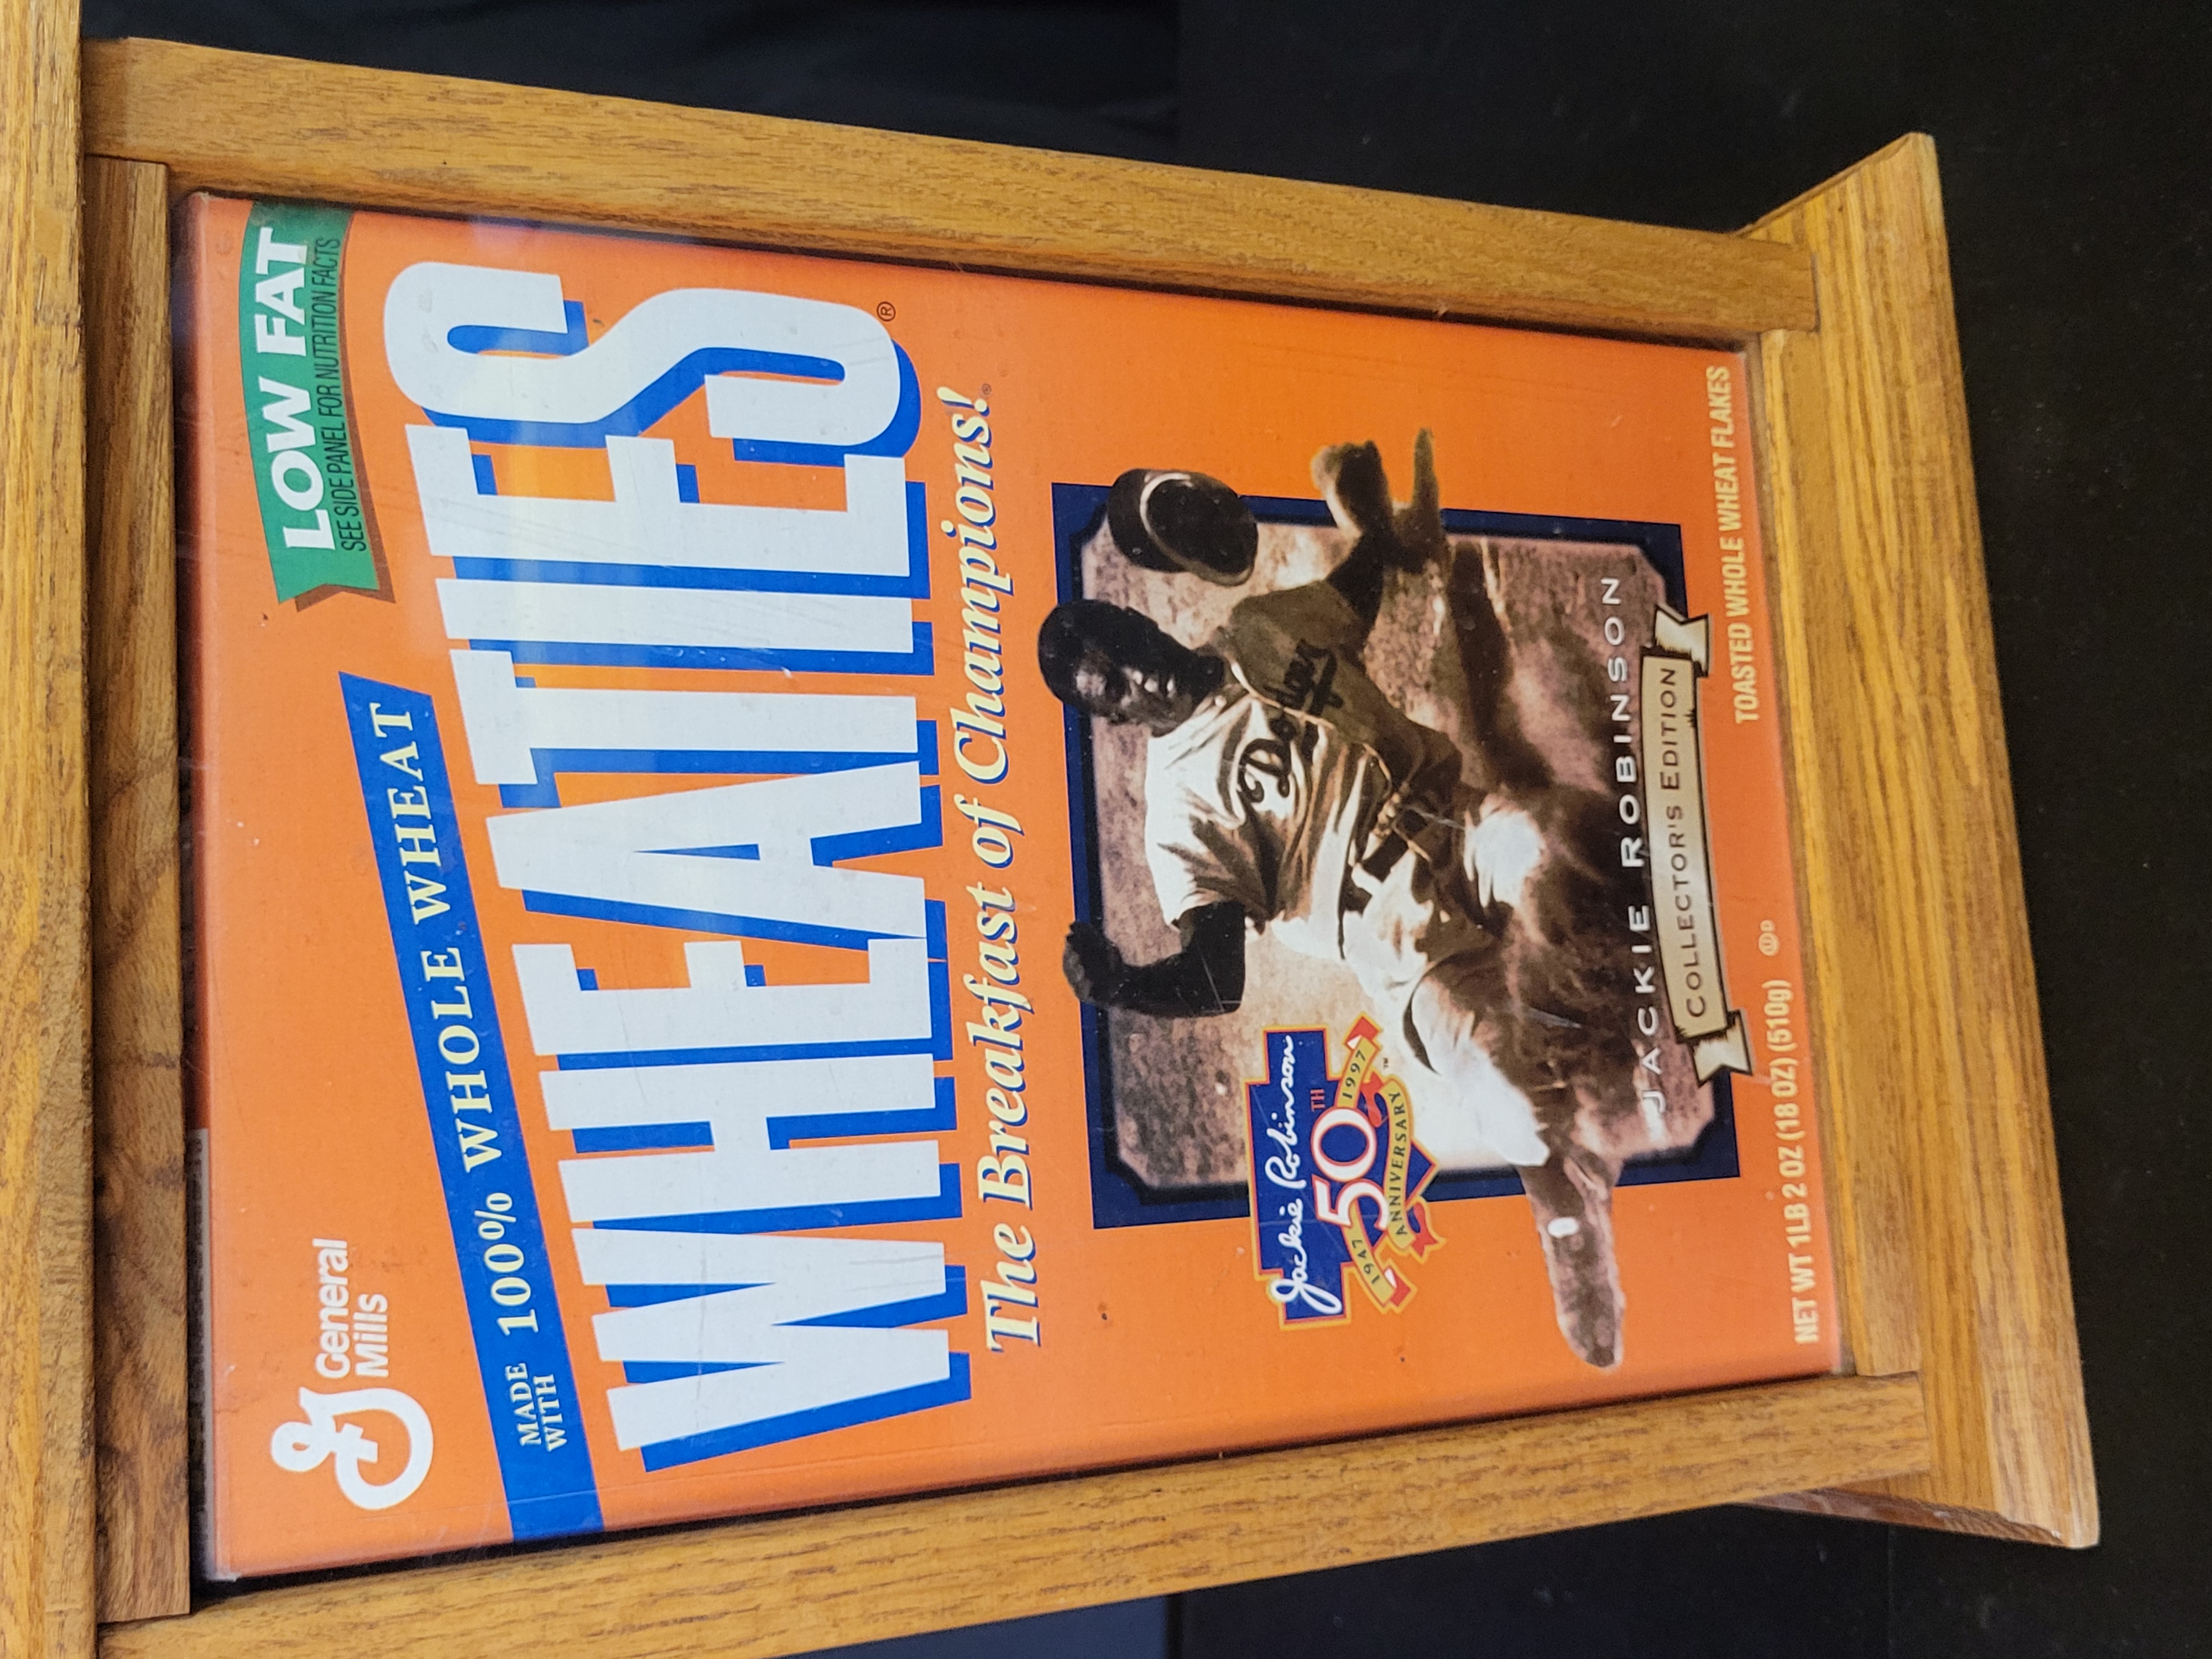 General
Mills
LOW FAT
SEE SIDE PANEL FOR NUTRITION FACTS
MADE
WITH
100% WHOLE WHEAT
WHEATIES®
The Breakfast of Champions!®
Dodgers
Jackie Robinson
50TH
1947 1997
ANNIVERSARY™
JACKIE ROBINSON
COLLECTOR'S EDITION
NET WT 1LB 2 OZ (18 OZ) (510g) ⓊD
TOASTED WHOLE WHEAT FLAKES